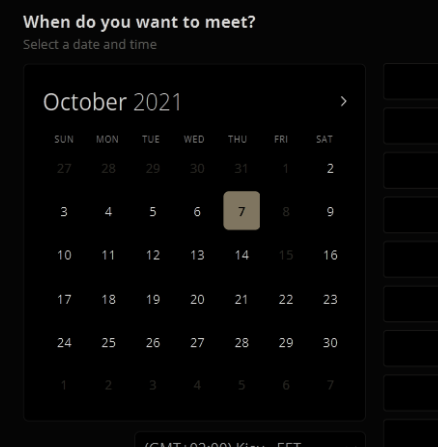 When do you want to meet?
Select a date and time
October 2021 >
SUN MON TUE WED THU FRI SAT
27 28 29 30 31 1 2
3 4 5 6 7 8 9
10 11 12 13 14 15 16
17 18 19 20 21 22 23
24 25 26 27 28 29 30
1 2 3 4 5 6 7
(GMT+02:00) Kiev - EET